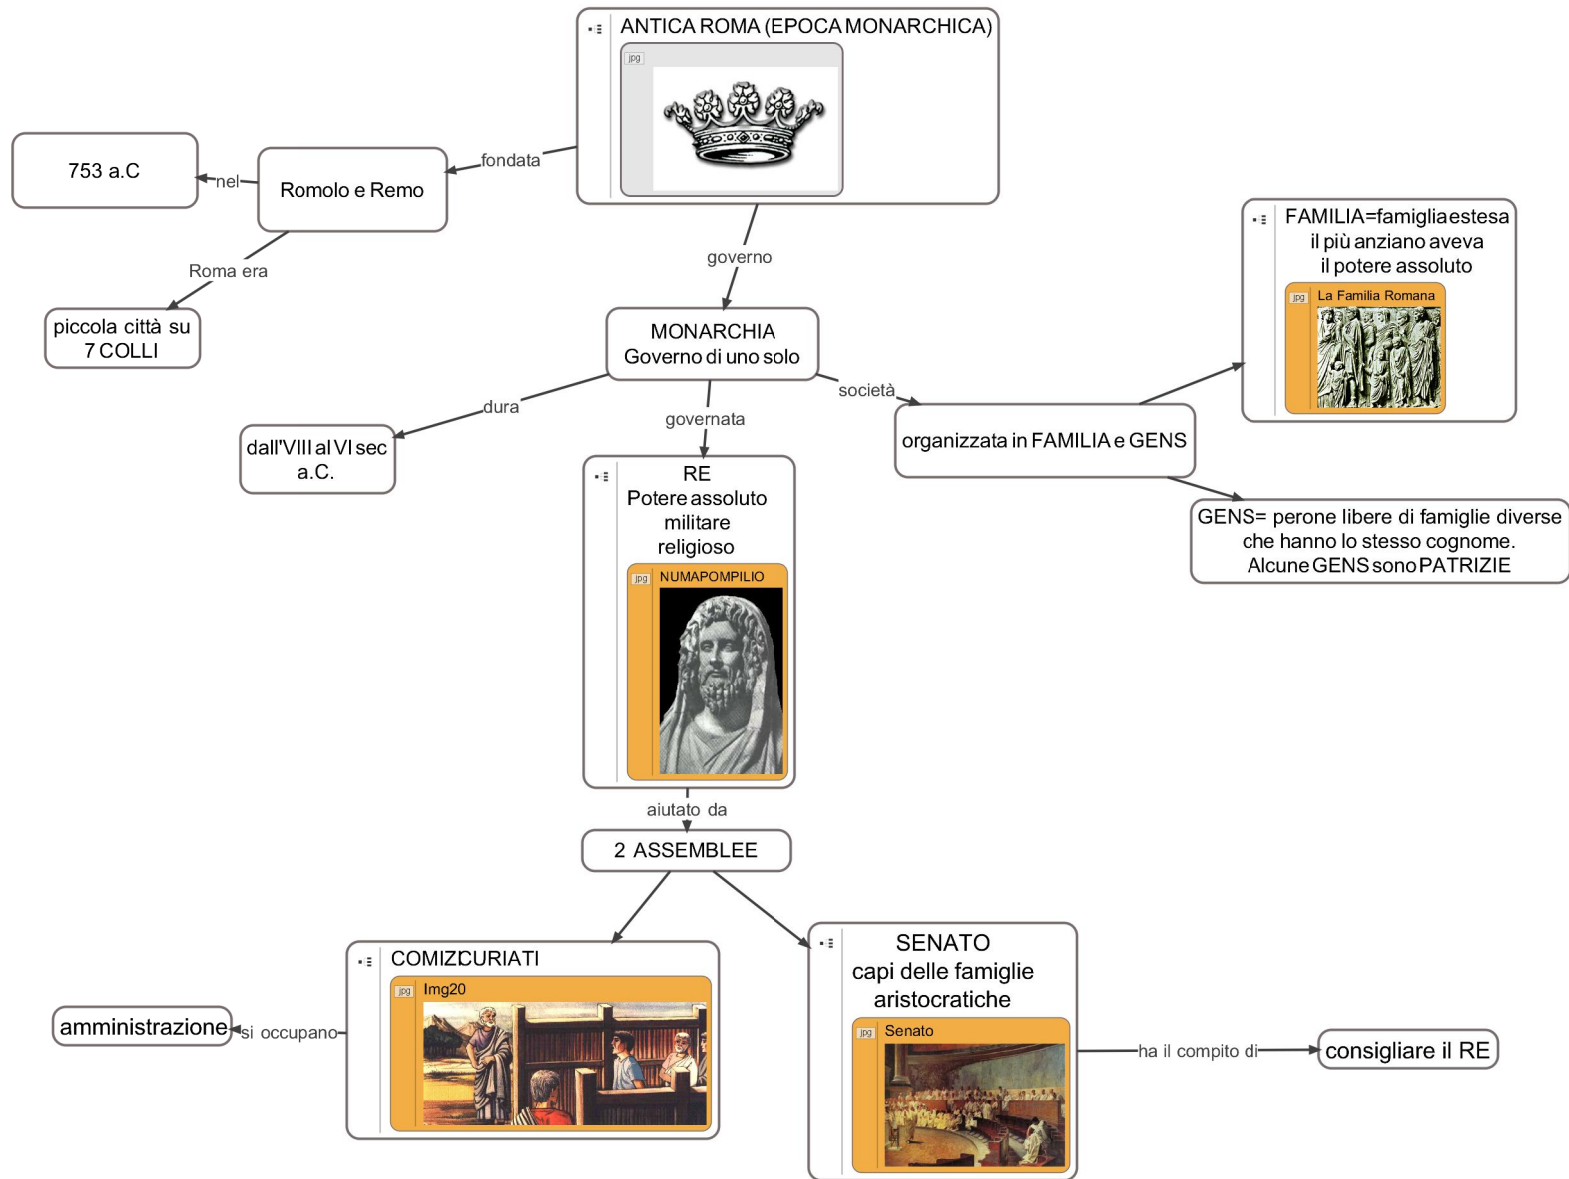 ANTICA ROMA (EPOCA MONARCHICA)
jpg
fondata
753 a.C
nel
Romolo e Remo
Roma era
piccola città su
7 COLLI
governo
MONARCHIA
Governo di uno solo
dura
dall'VIII al VI sec
a.C.
governata
società
organizzata in FAMILIA e GENS
FAMILIA=famiglia estesa
il più anziano aveva
il potere assoluto
jpg
La Familia Romana
GENS= perone libere di famiglie diverse
che hanno lo stesso cognome.
Alcune GENS sono PATRIZIE
RE
Potere assoluto
militare
religioso
jpg
NUMAPOMPILIO
aiutato da
2 ASSEMBLEE
COMIZI CURIATI
jpg
Img20
si occupano
amministrazione
SENATO
capi delle famiglie
aristocratiche
jpg
Senato
ha il compito di
consigliare il RE